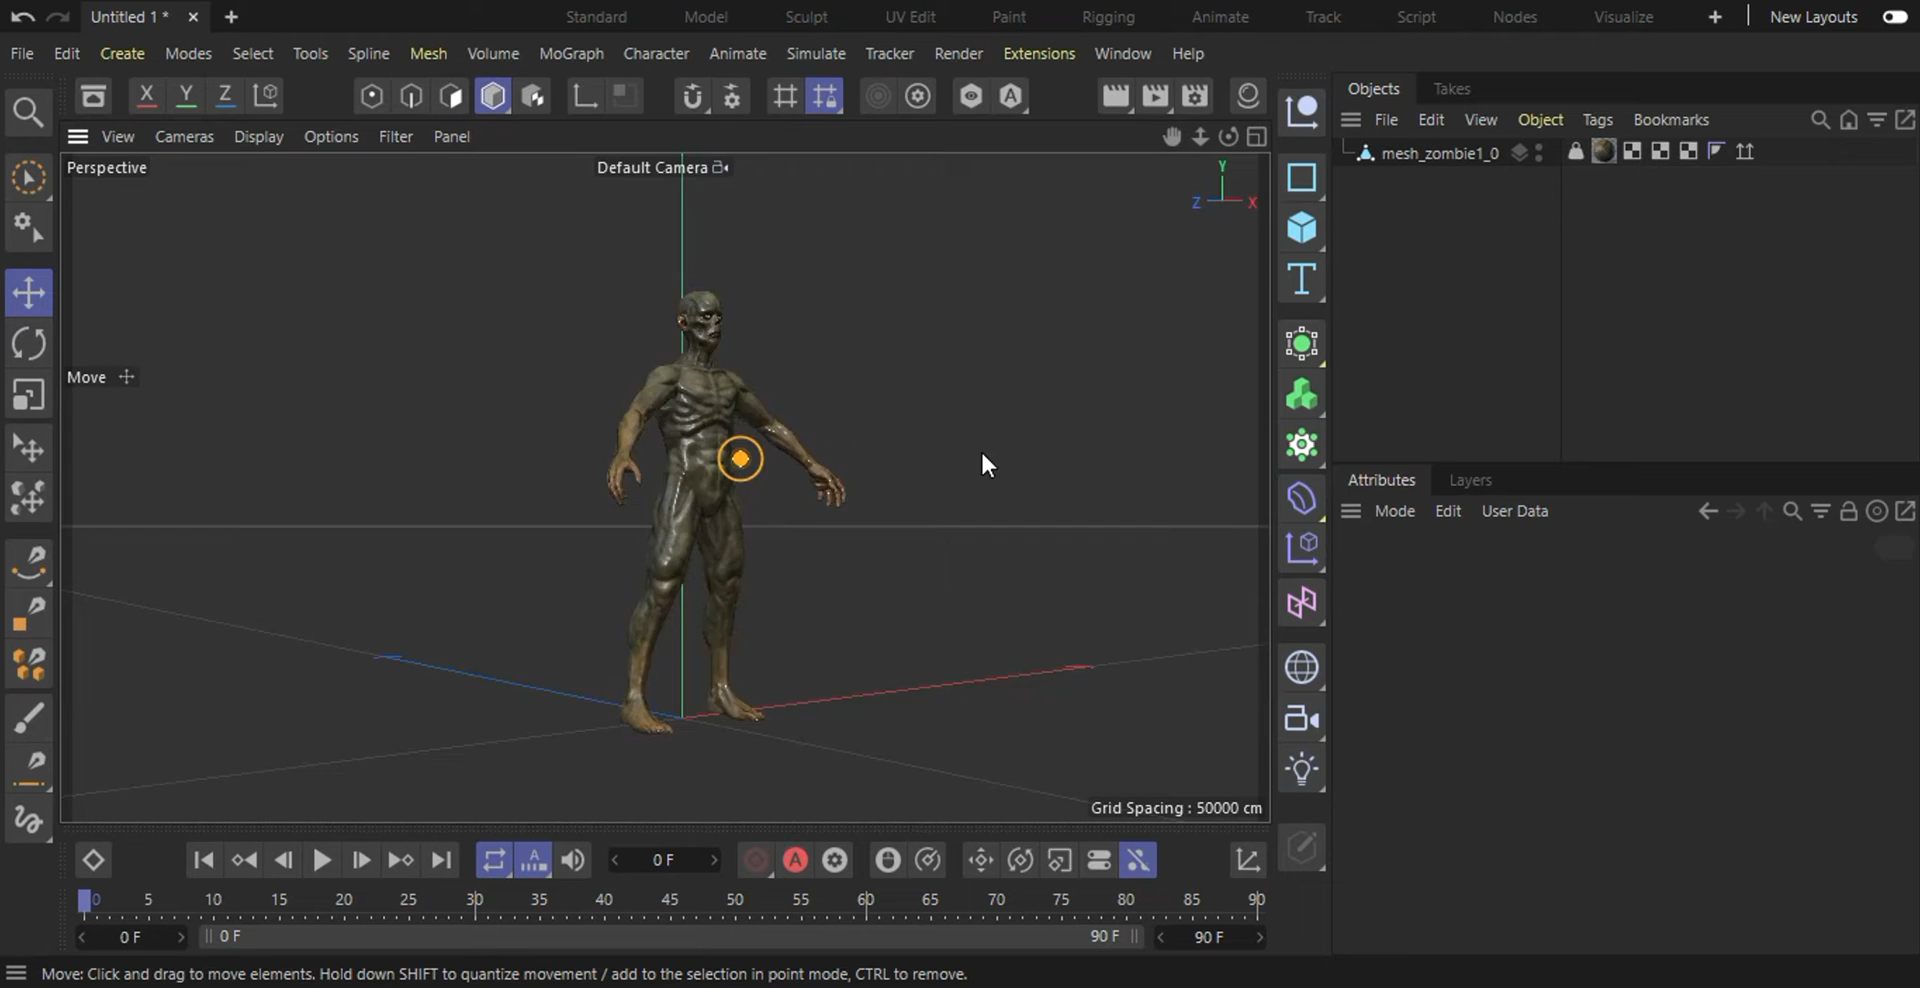 Untitled 1 *
Standard Model Sculpt UV Edit Paint Rigging Animate Track Script Nodes Visualize New Layouts
File Edit Create Modes Select Tools Spline Mesh Volume MoGraph Character Animate Simulate Tracker Render Extensions Window Help
X Y Z
Objects Takes
File Edit View Object Tags Bookmarks
View Cameras Display Options Filter Panel
mesh_zombie1_0
Perspective
Default Camera
Y
Z X
Move
Attributes Layers
Mode Edit User Data
Grid Spacing : 50000 cm
0 F
0 5 10 15 20 25 30 35 40 45 50 55 60 65 70 75 80 85 90
0 F 0 F 90 F 90 F
Move: Click and drag to move elements. Hold down SHIFT to quantize movement / add to the selection in point mode, CTRL to remove.